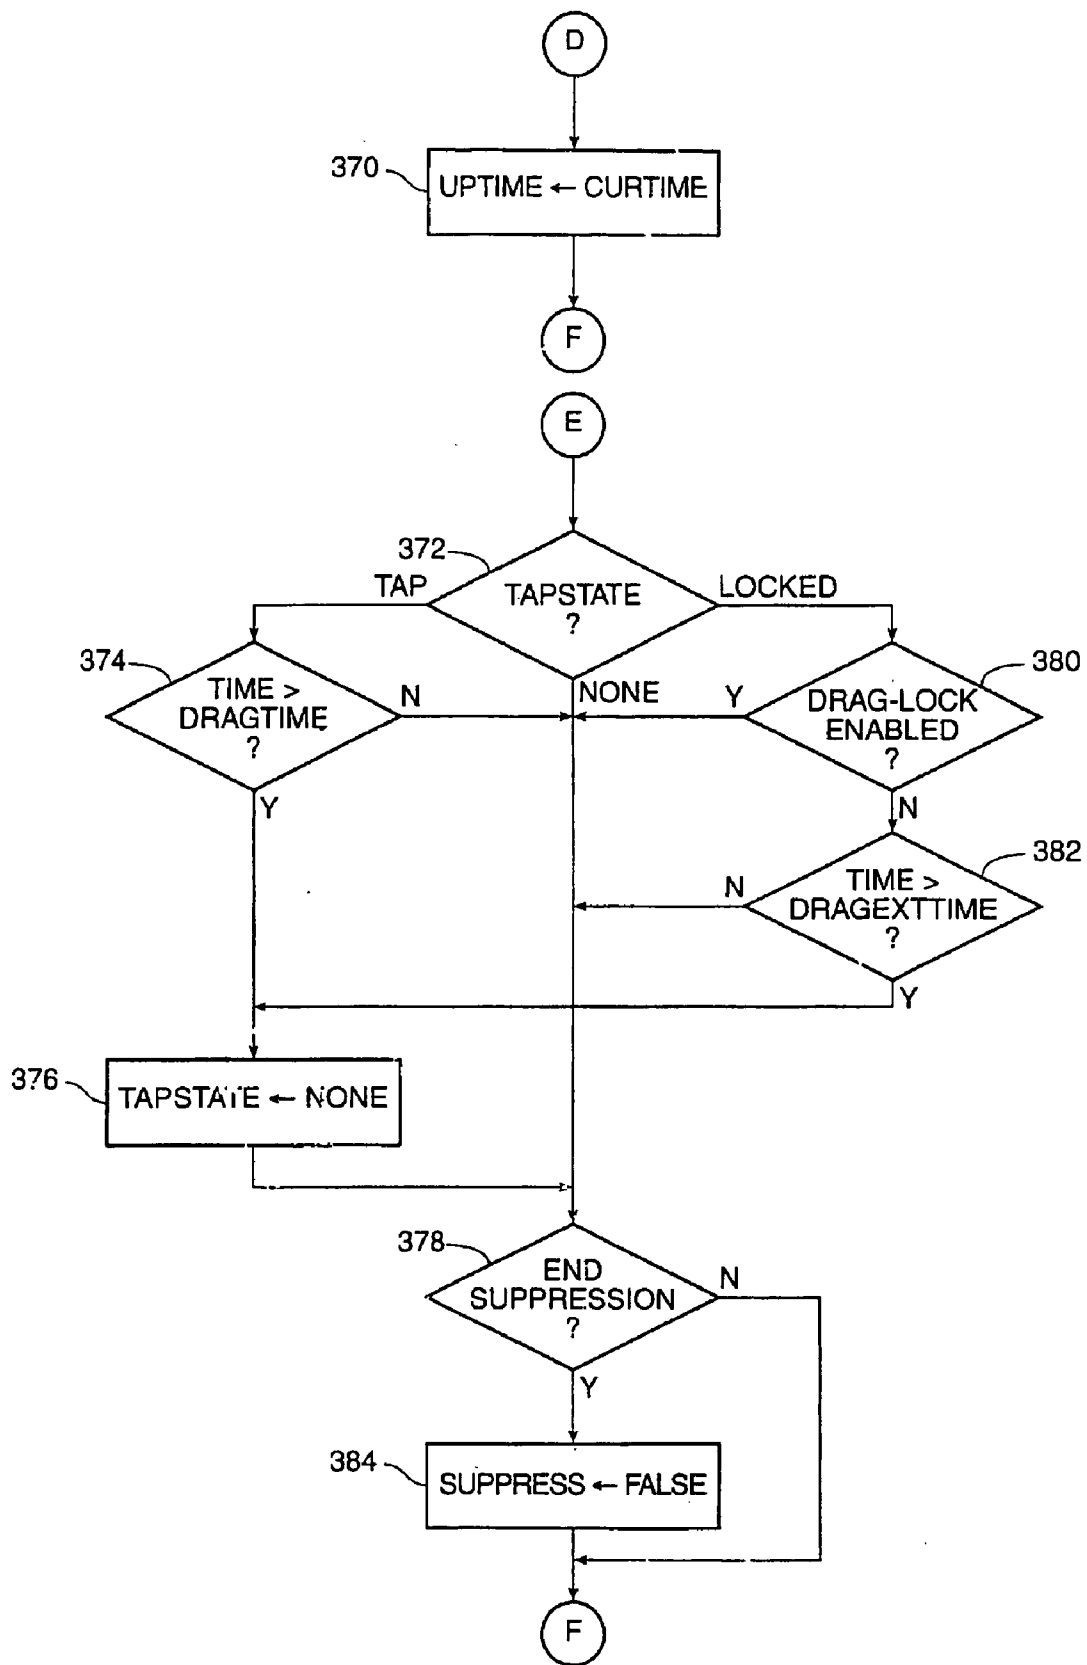 D
370
UPTIME ← CURTIME
F
E
372
TAP
TAPSTATE
?
LOCKED
NONE
374
TIME >
DRAGTIME
?
N
Y
380
DRAG-LOCK
ENABLED
?
Y
N
382
TIME >
DRAGEXTTIME
?
N
Y
376
TAPSTATE ← NONE
378
END
SUPPRESSION
?
N
Y
384
SUPPRESS ← FALSE
F